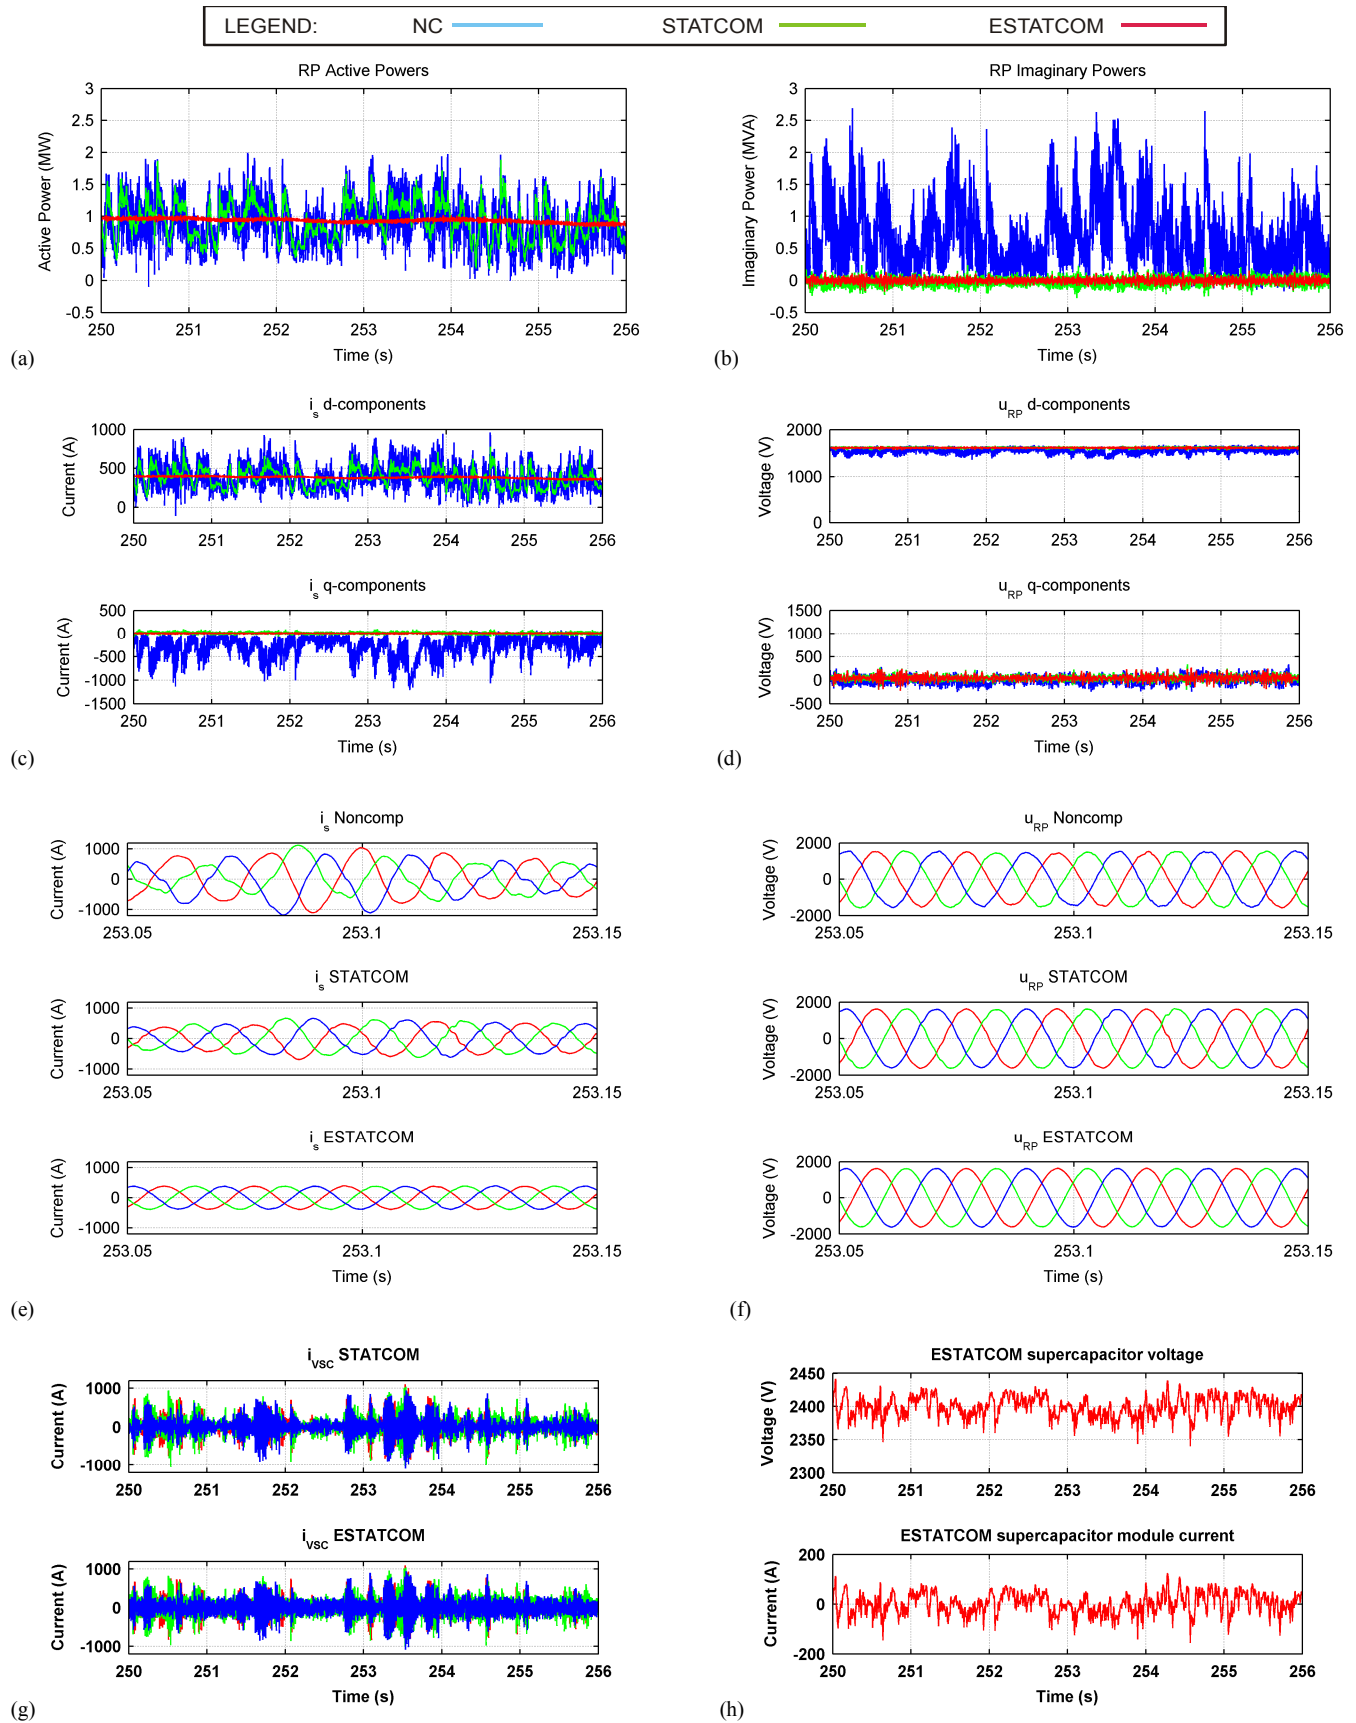 LEGEND: NC STATCOM ESTATCOM
RP Active Powers
Active Power (MW)
3
2.5
2
1.5
1
0.5
0
-0.5
250 251 252 253 254 255 256
Time (s)
(a)
RP Imaginary Powers
Imaginary Power (MVA)
3
2.5
2
1.5
1
0.5
0
-0.5
250 251 252 253 254 255 256
Time (s)
(b)
is d-components
Current (A)
1000
500
0
250 251 252 253 254 255 256
is q-components
Current (A)
500
0
-500
-1000
-1500
250 251 252 253 254 255 256
Time (s)
(c)
uRP d-components
Voltage (V)
2000
1000
0
250 251 252 253 254 255 256
uRP q-components
Voltage (V)
1500
1000
500
0
-500
250 251 252 253 254 255 256
Time (s)
(d)
is Noncomp
Current (A)
1000
0
-1000
253.05 253.1 253.15
is STATCOM
Current (A)
1000
0
-1000
253.05 253.1 253.15
is ESTATCOM
Current (A)
1000
0
-1000
253.05 253.1 253.15
Time (s)
(e)
uRP Noncomp
Voltage (V)
2000
0
-2000
253.05 253.1 253.15
uRP STATCOM
Voltage (V)
2000
0
-2000
253.05 253.1 253.15
uRP ESTATCOM
Voltage (V)
2000
0
-2000
253.05 253.1 253.15
Time (s)
(f)
iVSC STATCOM
Current (A)
1000
0
-1000
250 251 252 253 254 255 256
iVSC ESTATCOM
Current (A)
1000
0
-1000
250 251 252 253 254 255 256
Time (s)
(g)
ESTATCOM supercapacitor voltage
Voltage (V)
2450
2400
2350
2300
250 251 252 253 254 255 256
ESTATCOM supercapacitor module current
Current (A)
200
0
-200
250 251 252 253 254 255 256
Time (s)
(h)